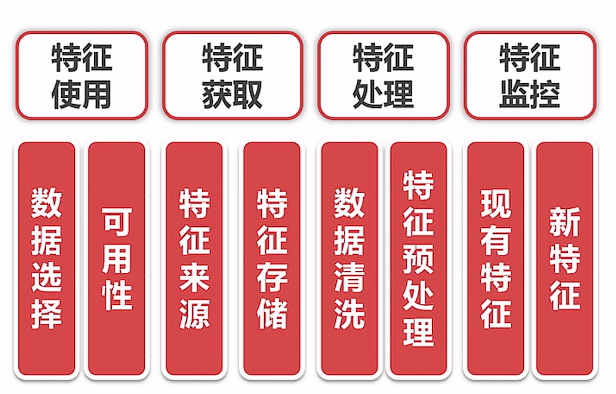 特征
使用
特征
获取
特征
处理
特征
监控
数据选择
可用性
特征来源
特征存储
数据清洗
特征预处理
现有特征
新特征